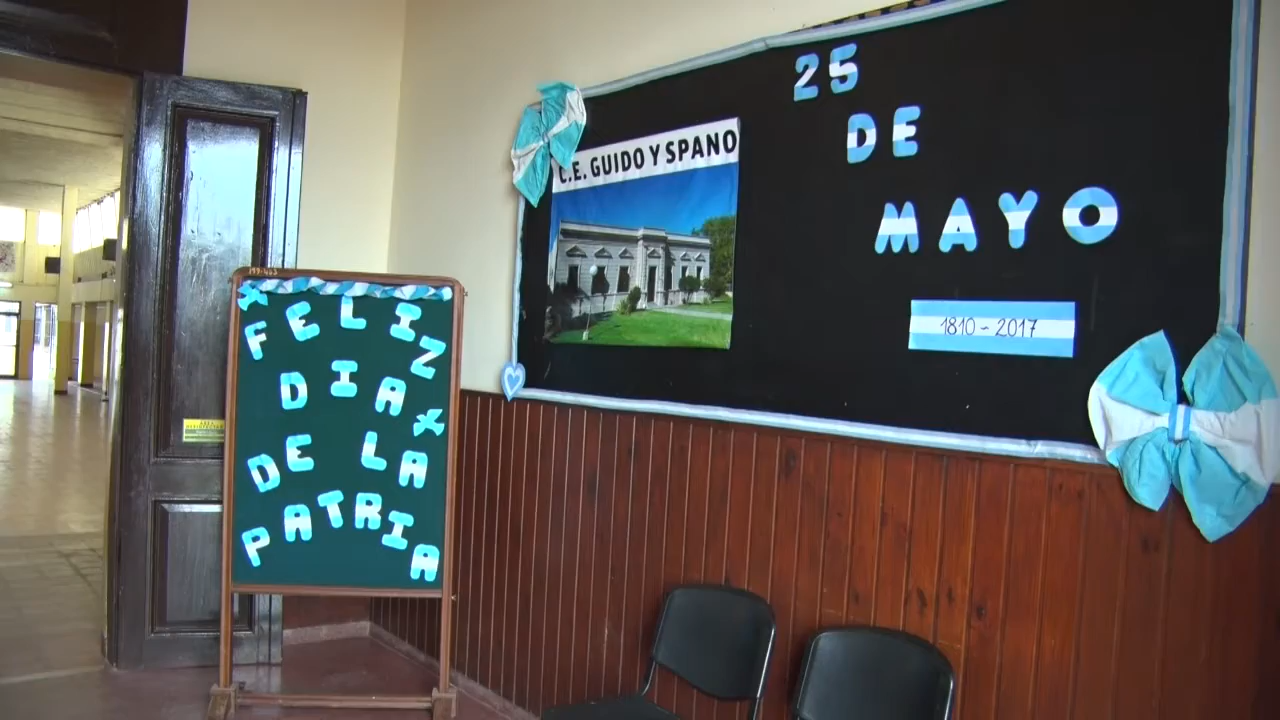 FELIZ
DIA
DE LA
PATRIA
C.E. GUIDO Y SPANO
25
DE
MAYO
1810 - 2017